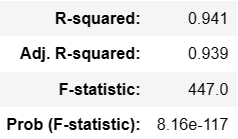 R-squared: 0.941
Adj. R-squared: 0.939
F-statistic: 447.0
Prob (F-statistic): 8.16e-117